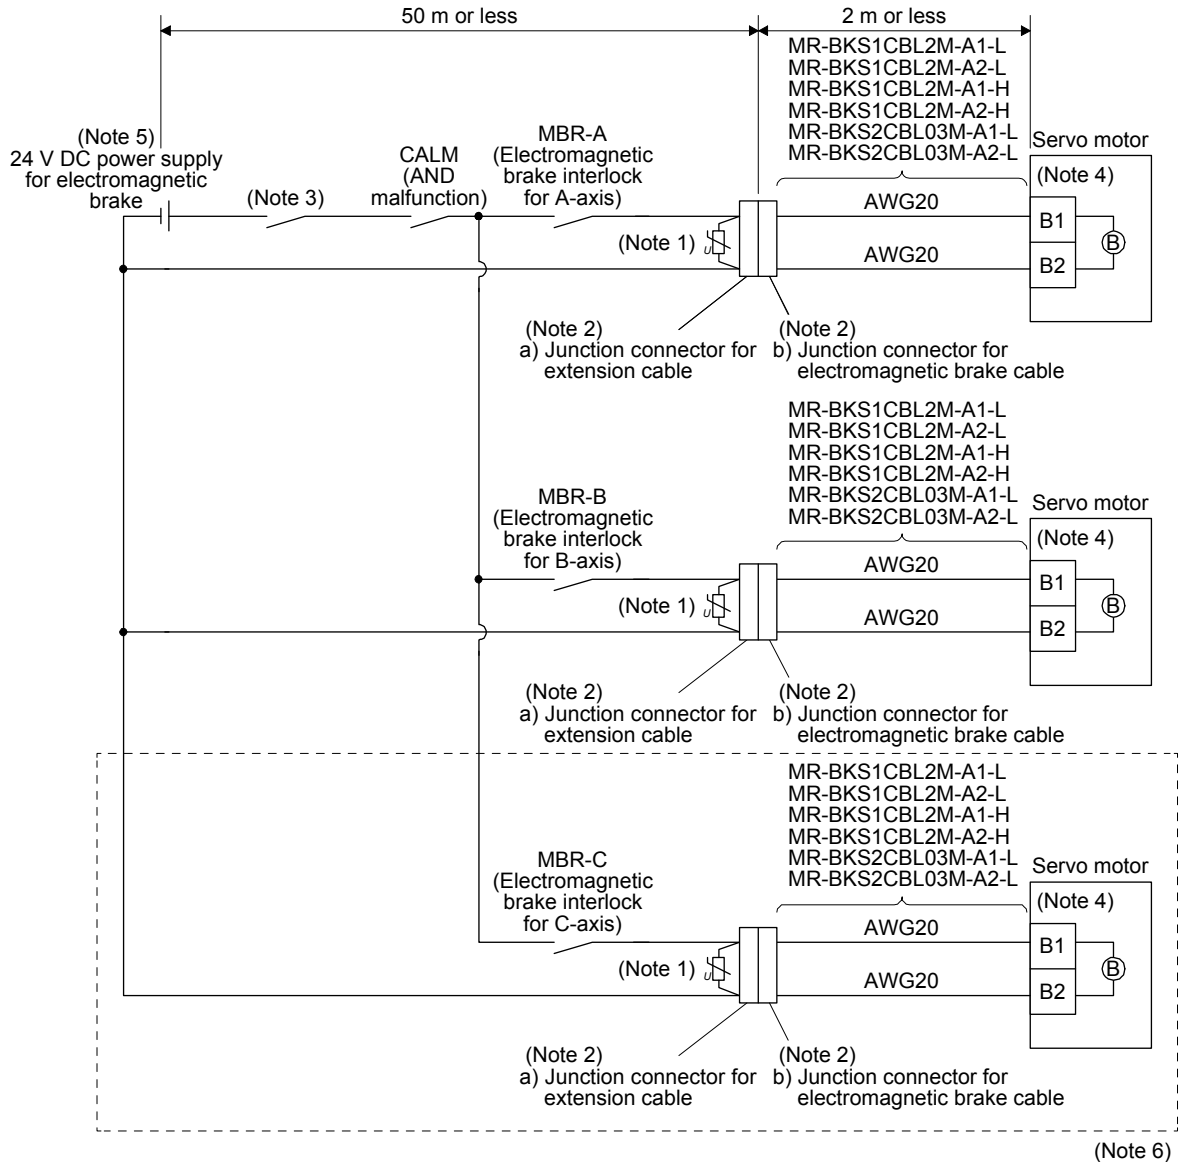 50 m or less
2 m or less
MR-BKS1CBL2M-A1-L
MR-BKS1CBL2M-A2-L
MR-BKS1CBL2M-A1-H
MR-BKS1CBL2M-A2-H
MR-BKS2CBL03M-A1-L
MR-BKS2CBL03M-A2-L
(Note 5)
24 V DC power supply
for electromagnetic
brake
(Note 3)
CALM
(AND
malfunction)
MBR-A
(Electromagnetic
brake interlock
for A-axis)
Servo motor
(Note 4)
AWG20
B1
(Note 1)
U
B
AWG20
B2
(Note 2)
a) Junction connector for
extension cable
(Note 2)
b) Junction connector for
electromagnetic brake cable
MR-BKS1CBL2M-A1-L
MR-BKS1CBL2M-A2-L
MR-BKS1CBL2M-A1-H
MR-BKS1CBL2M-A2-H
MR-BKS2CBL03M-A1-L
MR-BKS2CBL03M-A2-L
MBR-B
(Electromagnetic
brake interlock
for B-axis)
Servo motor
(Note 4)
AWG20
B1
(Note 1)
U
B
AWG20
B2
(Note 2)
a) Junction connector for
extension cable
(Note 2)
b) Junction connector for
electromagnetic brake cable
MR-BKS1CBL2M-A1-L
MR-BKS1CBL2M-A2-L
MR-BKS1CBL2M-A1-H
MR-BKS1CBL2M-A2-H
MR-BKS2CBL03M-A1-L
MR-BKS2CBL03M-A2-L
MBR-C
(Electromagnetic
brake interlock
for C-axis)
Servo motor
(Note 4)
AWG20
B1
(Note 1)
U
B
AWG20
B2
(Note 2)
a) Junction connector for
extension cable
(Note 2)
b) Junction connector for
electromagnetic brake cable
(Note 6)